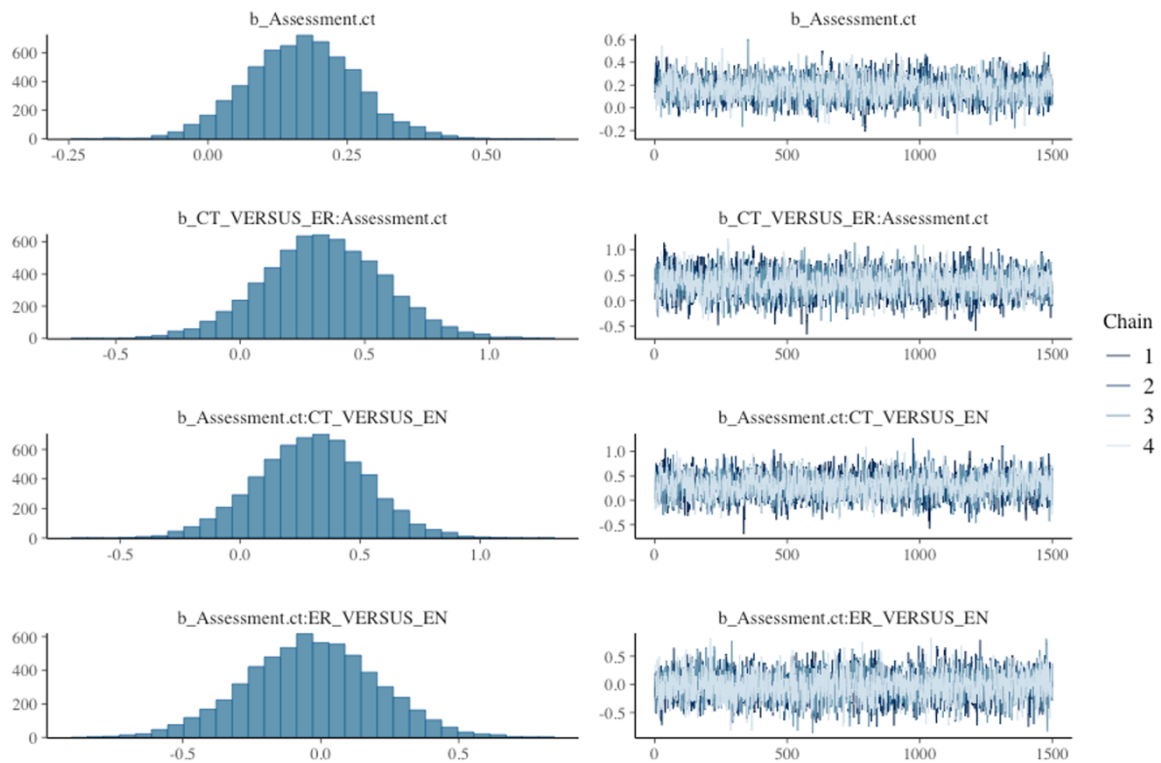 b_Assessment.ct
b_Assessment.ct
600
400
200
0
-0.25 0.00 0.25 0.50
0.6
0.4
0.2
0.0
-0.2
0 500 1000 1500
b_CT_VERSUS_ER:Assessment.ct
b_CT_VERSUS_ER:Assessment.ct
600
400
200
0
-0.5 0.0 0.5 1.0
1.0
0.5
0.0
-0.5
0 500 1000 1500
b_Assessment.ct:CT_VERSUS_EN
b_Assessment.ct:CT_VERSUS_EN
600
400
200
0
-0.5 0.0 0.5 1.0
1.0
0.5
0.0
-0.5
0 500 1000 1500
b_Assessment.ct:ER_VERSUS_EN
b_Assessment.ct:ER_VERSUS_EN
600
400
200
0
-0.5 0.0 0.5
0.5
0.0
-0.5
0 500 1000 1500
Chain
1
2
3
4